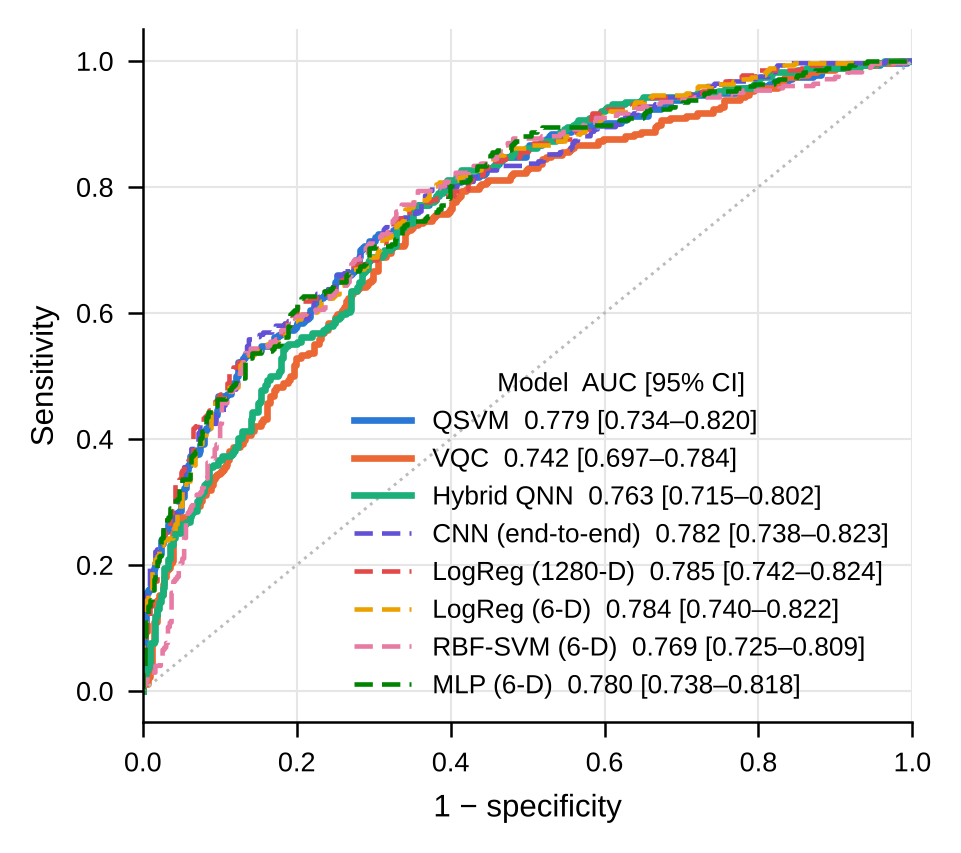 1.0
0.8
0.6
0.4
0.2
0.0
Sensitivity
Model AUC [95% CI]
QSVM 0.779 [0.734–0.820]
VQC 0.742 [0.697–0.784]
Hybrid QNN 0.763 [0.715–0.802]
CNN (end-to-end) 0.782 [0.738–0.823]
LogReg (1280-D) 0.785 [0.742–0.824]
LogReg (6-D) 0.784 [0.740–0.822]
RBF-SVM (6-D) 0.769 [0.725–0.809]
MLP (6-D) 0.780 [0.738–0.818]
0.0 0.2 0.4 0.6 0.8 1.0
1 − specificity